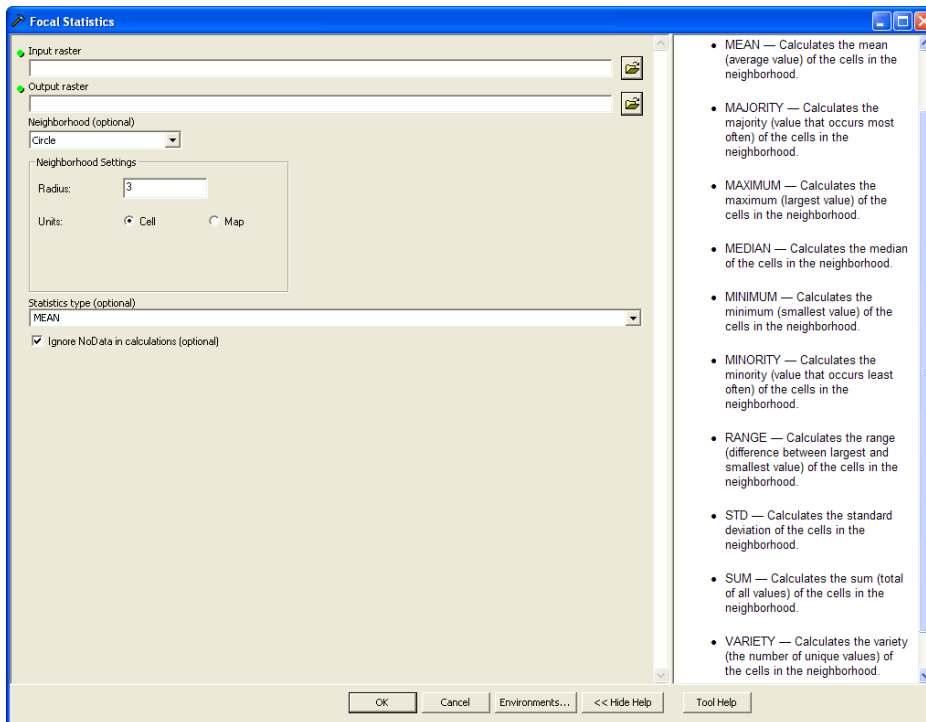 Focal Statistics
Input raster
Output raster
Neighborhood (optional)
Circle
Neighborhood Settings
Radius:
3
Units:
Cell
Map
Statistics type (optional)
MEAN
Ignore NoData in calculations (optional)
• MEAN — Calculates the mean
(average value) of the cells in the
neighborhood.
• MAJORITY — Calculates the
majority (value that occurs most
often) of the cells in the
neighborhood.
• MAXIMUM — Calculates the
maximum (largest value) of the
cells in the neighborhood.
• MEDIAN — Calculates the median
of the cells in the neighborhood.
• MINIMUM — Calculates the
minimum (smallest value) of the
cells in the neighborhood.
• MINORITY — Calculates the
minority (value that occurs least
often) of the cells in the
neighborhood.
• RANGE — Calculates the range
(difference between largest and
smallest value) of the cells in the
neighborhood.
• STD — Calculates the standard
deviation of the cells in the
neighborhood.
• SUM — Calculates the sum (total
of all values) of the cells in the
neighborhood.
• VARIETY — Calculates the variety
(the number of unique values) of
the cells in the neighborhood.
OK
Cancel
Environments...
<< Hide Help
Tool Help